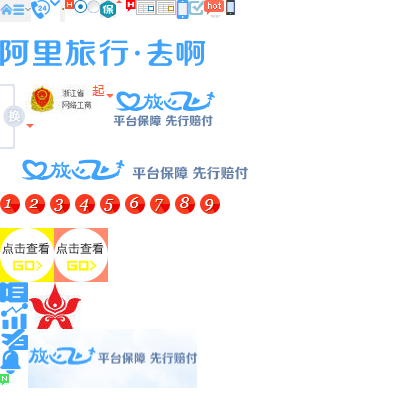 24
保
hot
阿里旅行·去啊
浙江省
网络工商
起
换
放心飞
平台保障 先行赔付
放心飞
平台保障 先行赔付
1 2 3 4 5 6 7 8 9
点击查看 点击查看
GO> GO>
放心飞
平台保障 先行赔付
N